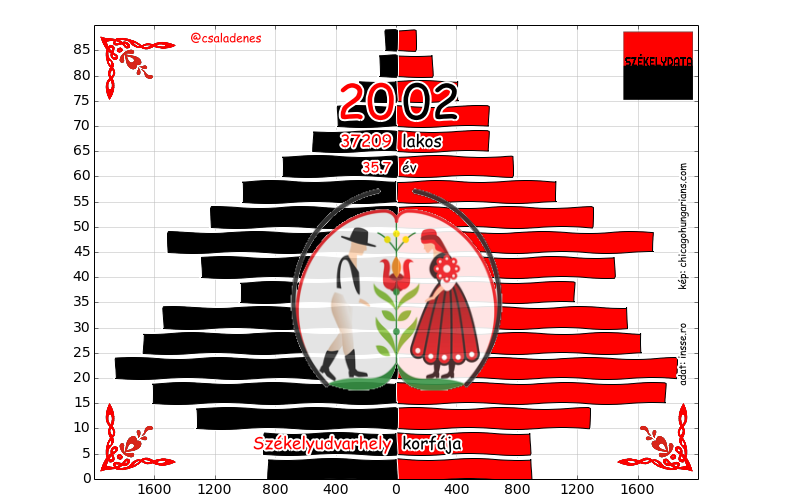 @csaladenes
SZÉKELYDATA
2002
37209 lakos
35.7 év
kép: chicagohungarians.com
adat: insse.ro
Székelyudvarhely korfája
85
80
75
70
65
60
55
50
45
40
35
30
25
20
15
10
5
0
1600 1200 800 400 0 400 800 1200 1600